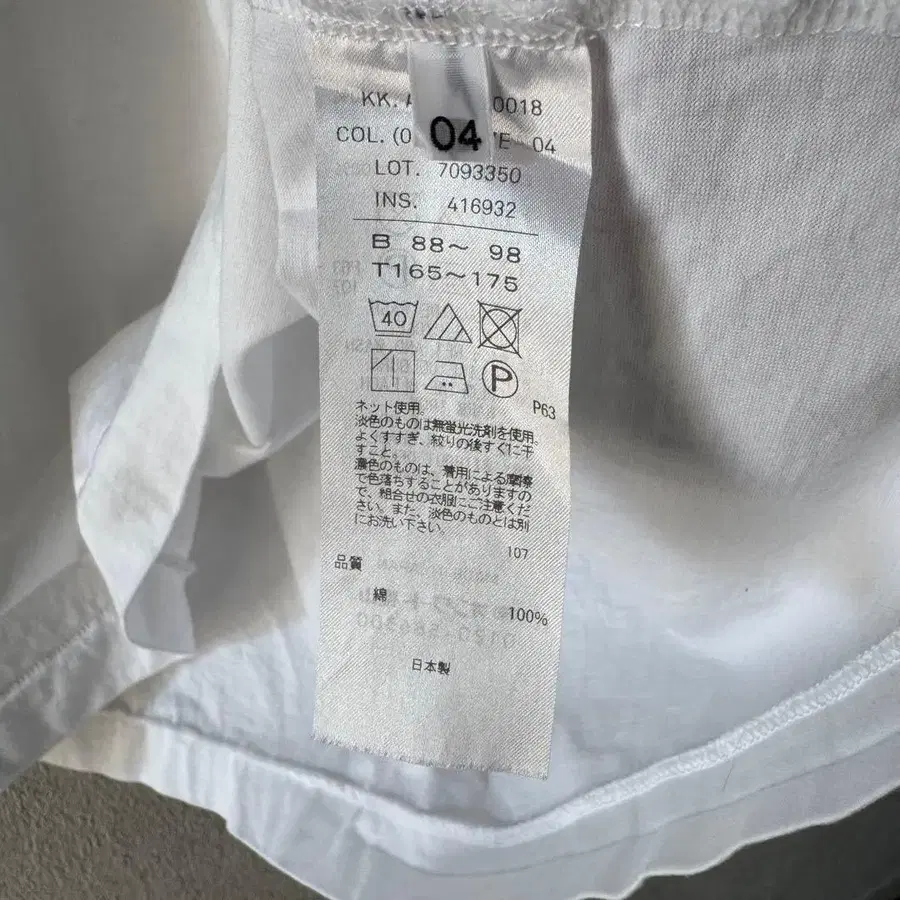 KK. 0018
COL. (0 04 E 04
LOT. 7093350
INS. 416932
B 88～ 98
T165～175
40
P
P63
ネット使用。
淡色のものは無蛍光洗剤を使用。
よくすすぎ、絞りの後すぐに干
すこと。
濃色のものは、着用による摩擦
で色落ちすることがありますの
で、組合せの衣服にご注意くだ
さい。また、淡色のものとは別
にお洗い下さい。
107
品質
綿 100%
日本製